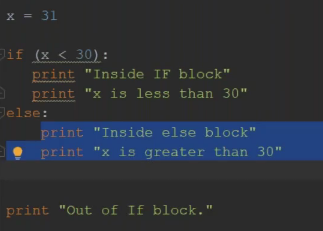 x = 31
if (x < 30):
print "Inside IF block"
print "x is less than 30"
else:
print "Inside else block"
print "x is greater than 30"
print "Out of If block."